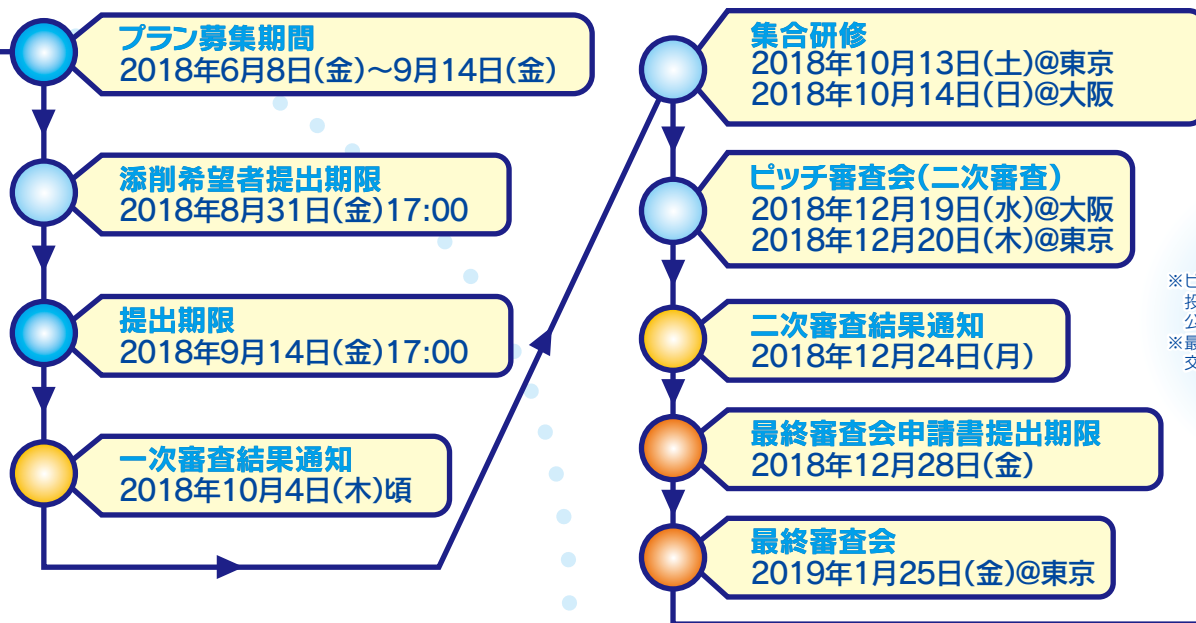 プラン募集期間
2018年6月8日(金)～9月14日(金)
添削希望者提出期限
2018年8月31日(金)17:00
提出期限
2018年9月14日(金)17:00
一次審査結果通知
2018年10月4日(木)頃
集合研修
2018年10月13日(土)@東京
2018年10月14日(日)@大阪
ピッチ審査会(二次審査)
2018年12月19日(水)@大阪
2018年12月20日(木)@東京
二次審査結果通知
2018年12月24日(月)
最終審査会申請書提出期限
2018年12月28日(金)
最終審査会
2019年1月25日(金)@東京
※ピ
投
公
※最
交